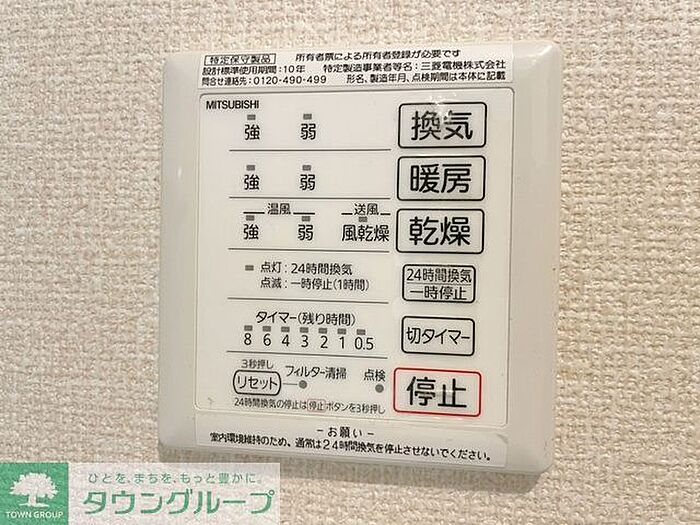 特定保守製品 所有者票による所有者登録が必要です
設計標準使用期間:10年 特定製造事業者等名:三菱電機株式会社
問合せ連絡先:0120-490-499 形名、製造年月、点検期間は本体に記載
MITSUBISHI
強 弱 換気
強 弱 暖房
温風 送風
強 弱 風乾燥 乾燥
点灯:24時間換気
点滅:一時停止(1時間)
24時間換気
一時停止
タイマー(残り時間)
8 6 4 3 2 1 0.5
切タイマー
3秒押し
リセット フィルター清掃 点検
停止
24時間換気の停止は停止ボタンを3秒押し
-お願い-
室内環境維持のため、通常は24時間換気を停止させないでください。
ひとを、まちを、もっと豊かに。
タウングループ
TOWN GROUP